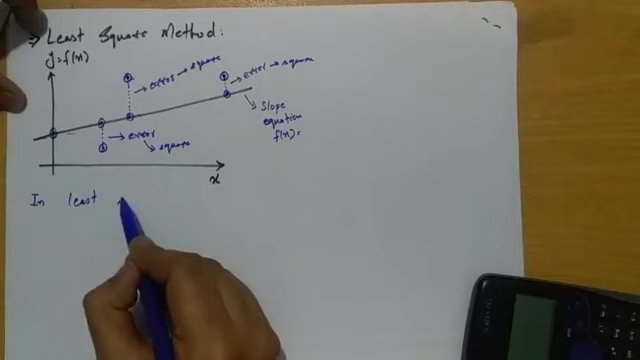 ⇒ Least Square Method:
y=f(x)
→ error → square
→ error → square
→ error
→ square
→ Slope
equation
f(x)=
x
In least